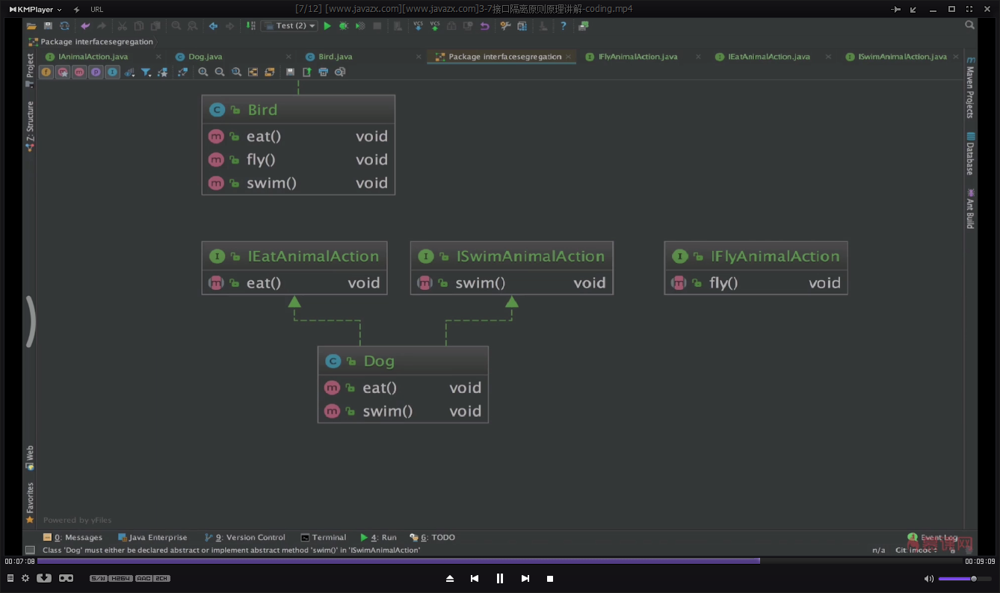 KMPlayer URL [7/12] [www.javazx.com][www.javazx.com]3-7接口隔离原则原理讲解-coding.mp4
Test (2)
Package interfacesegregation
IAnimalAction.java Dog.java Bird.java Package interfacesegregation IFlyAnimalAction.java IEatAnimalAction.java ISwimAnimalAction.java
Project
Z: Structure
Web
Favorites
Maven Projects
Database
Ant Build
Bird
eat() void
fly() void
swim() void
IEatAnimalAction
eat() void
ISwimAnimalAction
swim() void
IFlyAnimalAction
fly() void
Dog
eat() void
swim() void
Powered by yFiles
0: Messages Java Enterprise 9: Version Control Terminal 4: Run 6: TODO Event Log
慕课网
Class 'Dog' must either be declared abstract or implement abstract method 'swim()' in 'ISwimAnimalAction' n/a Git: imooc
00:07:08 00:09:09
S/W H264 AAC 2CH